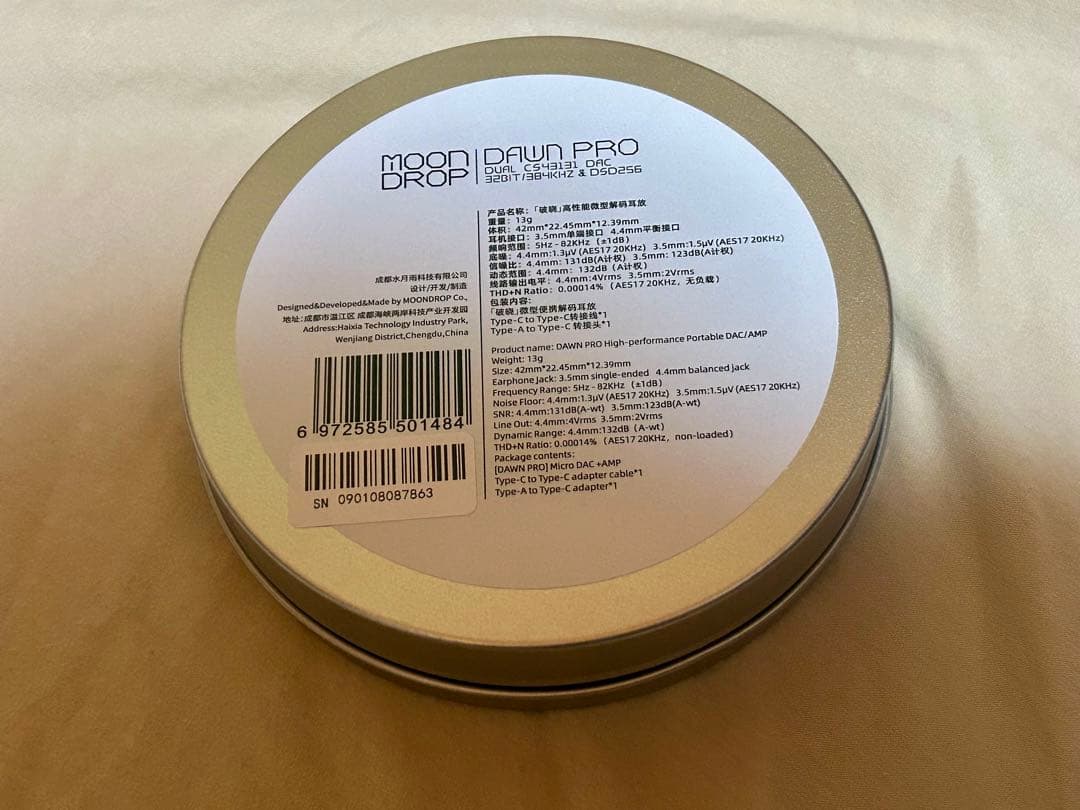 MOON DROP
DAWN PRO
DUAL CS43131 DAC
32BIT/384KHZ & DSD256
产品名称：「破晓」高性能微型解码耳放
重量：13g
体积：42mm*22.45mm*12.39mm
耳机接口：3.5mm单端接口 4.4mm平衡接口
频响范围：5Hz - 82KHz（±1dB）
底噪：4.4mm:1.3μV (AES17 20KHz) 3.5mm:1.5μV (AES17 20KHz)
信噪比：4.4mm: 131dB(A计权) 3.5mm: 123dB(A计权)
动态范围：4.4mm: 132dB（A计权）
线路输出电平：4.4mm:4Vrms 3.5mm:2Vrms
THD+N Ratio：0.00014%（AES17 20KHz，无负载）
包装内容：
「破晓」微型便携解码耳放
Type-C to Type-C转接线*1
Type-A to Type-C 转接头*1
Product name: DAWN PRO High-performance Portable DAC/AMP
Weight: 13g
Size: 42mm*22.45mm*12.39mm
Earphone Jack: 3.5mm single-ended 4.4mm balanced jack
Frequency Range: 5Hz - 82KHz（±1dB）
Noise Floor: 4.4mm:1.3μV (AES17 20KHz) 3.5mm:1.5μV (AES17 20KHz)
SNR: 4.4mm:131dB(A-wt) 3.5mm:123dB(A-wt)
Line Out: 4.4mm:4Vrms 3.5mm:2Vrms
Dynamic Range: 4.4mm:132dB（A-wt）
THD+N Ratio: 0.00014%（AES17 20KHz，non-loaded）
Package contents:
[DAWN PRO] Micro DAC +AMP
Type-C to Type-C adapter cable*1
Type-A to Type-C adapter*1
成都水月雨科技有限公司
设计/开发/制造
Designed&Developed&Made by MOONDROP Co.,
地址：成都市温江区 成都海峡两岸科技产业开发园
Address:Haixia Technology Industry Park,
Wenjiang District,Chengdu,China
6 972585 501484
SN 090108087863